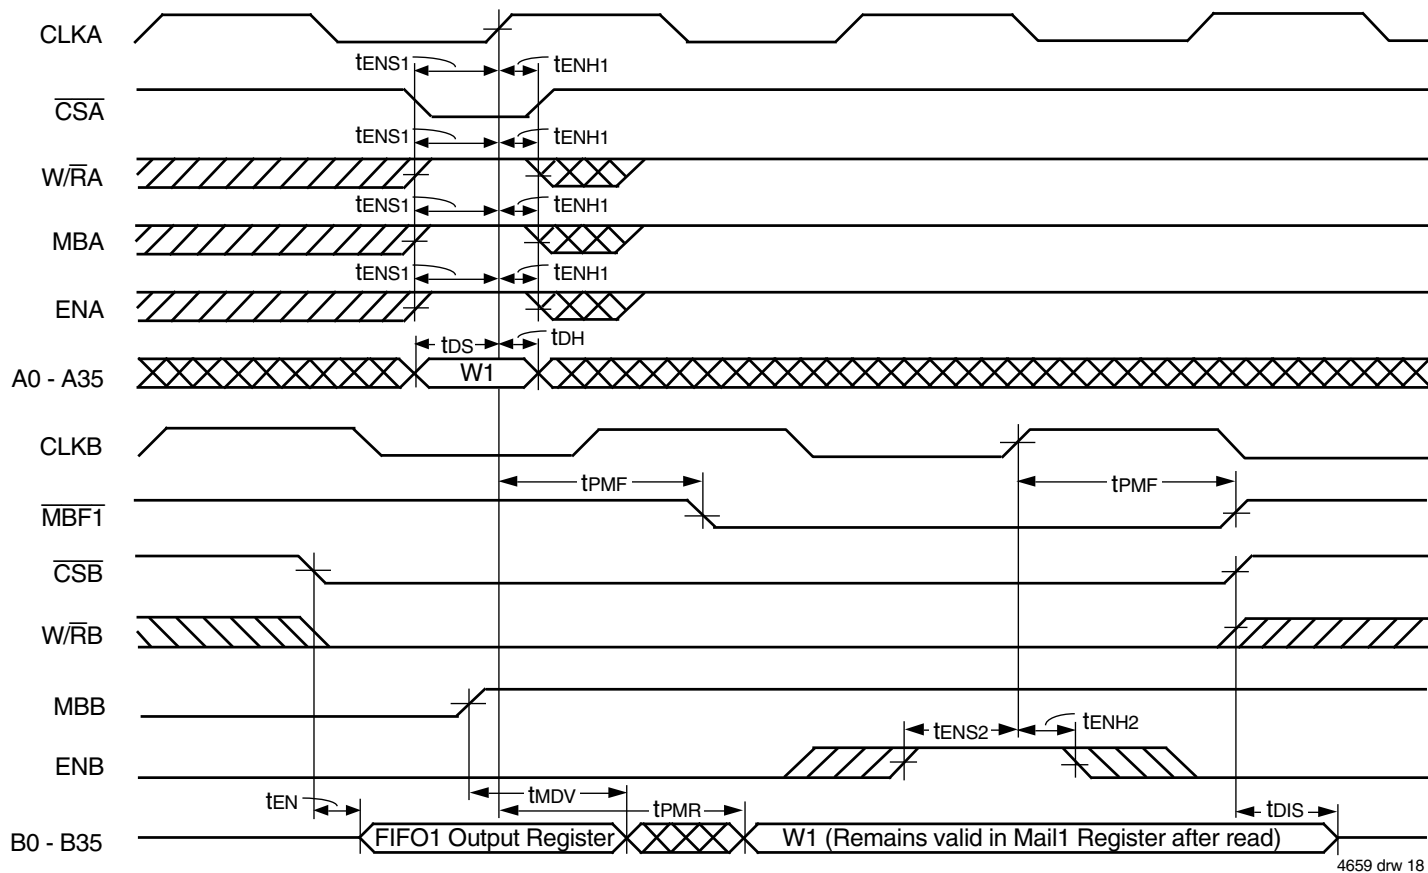 CLKA
tENS1 tENH1
CSA
tENS1 tENH1
W/RA
tENS1 tENH1
MBA
tENS1 tENH1
ENA
tDS tDH
A0 - A35 W1
CLKB
tPMF tPMF
MBF1
CSB
W/RB
MBB
tENS2 tENH2
ENB
tEN tMDV tPMR tDIS
B0 - B35 FIFO1 Output Register W1 (Remains valid in Mail1 Register after read)
4659 drw 18